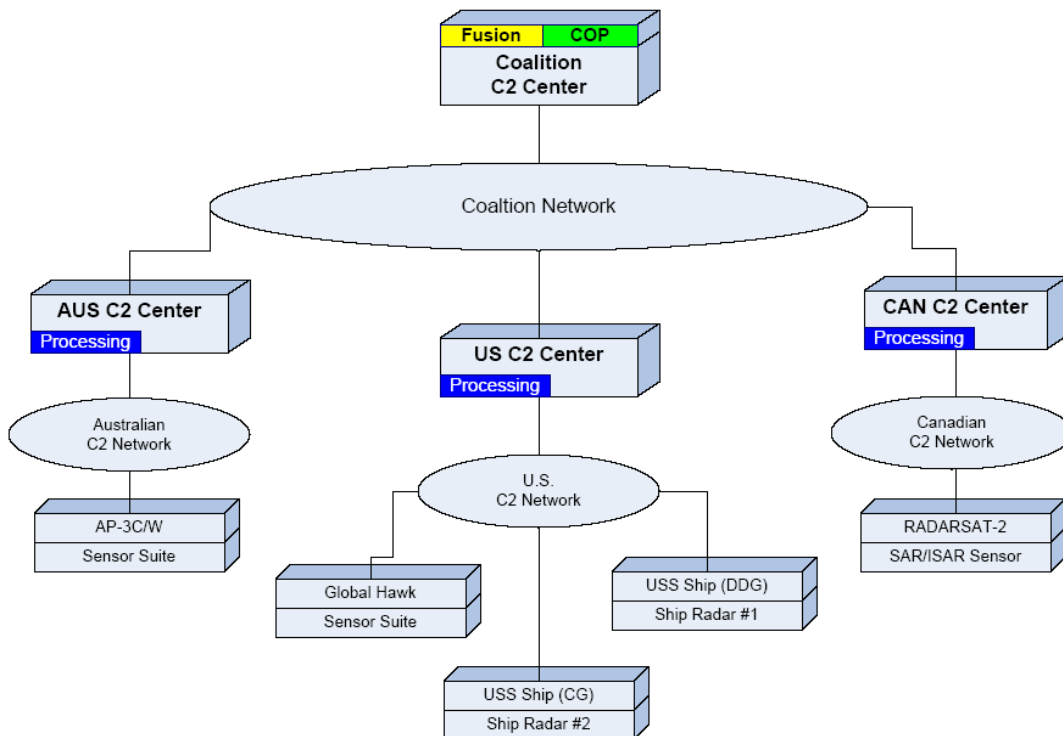 Fusion COP
Coalition
C2 Center
Coaltion Network
AUS C2 Center
Processing
US C2 Center
Processing
CAN C2 Center
Processing
Australian
C2 Network
U.S.
C2 Network
Canadian
C2 Network
AP-3C/W
Sensor Suite
Global Hawk
Sensor Suite
USS Ship (CG)
Ship Radar #2
USS Ship (DDG)
Ship Radar #1
RADARSAT-2
SAR/ISAR Sensor